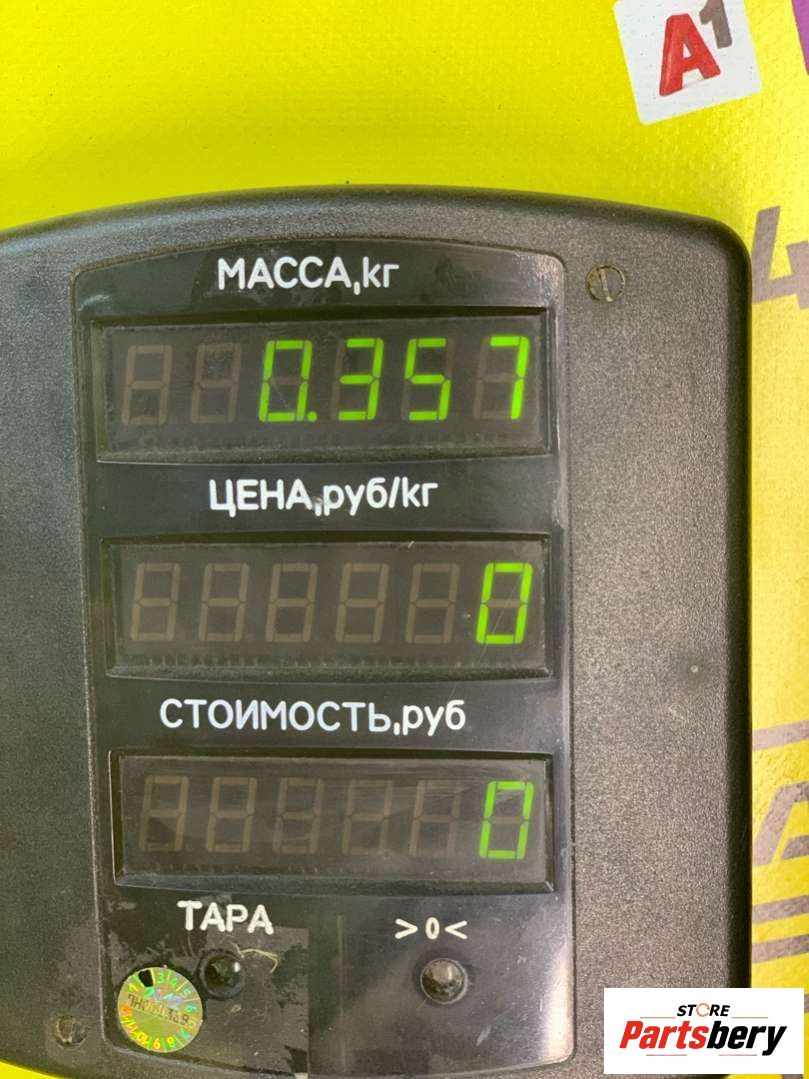 A1
МАССА,кг
0.357
ЦЕНА,руб/кг
0
СТОИМОСТЬ,руб
0
ТАРА
>0<
STORE
Partsbery